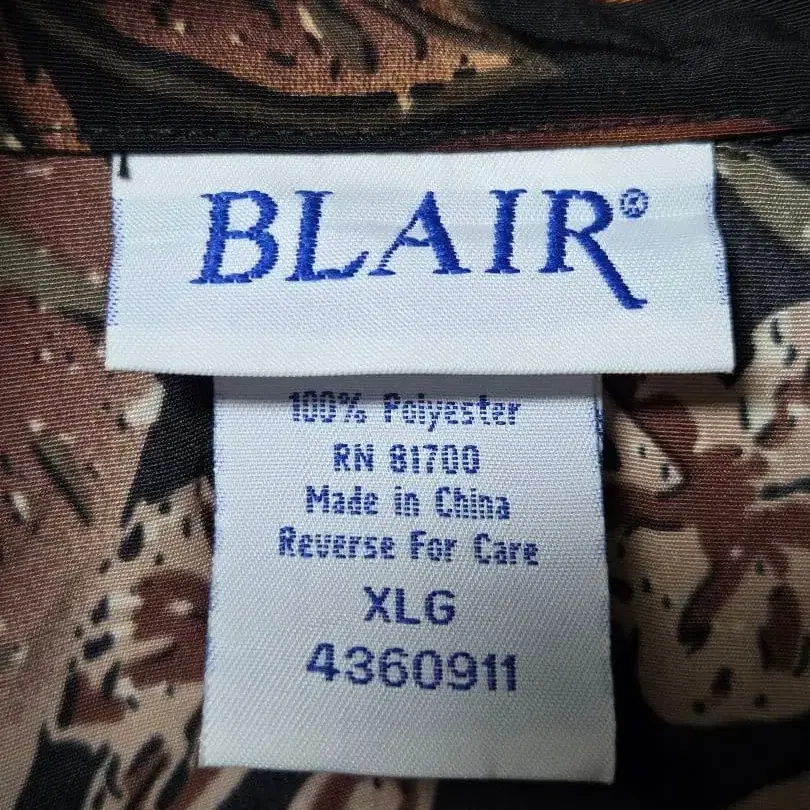 BLAIR®
100% Polyester
RN 81700
Made in China
Reverse For Care
XLG
4360911